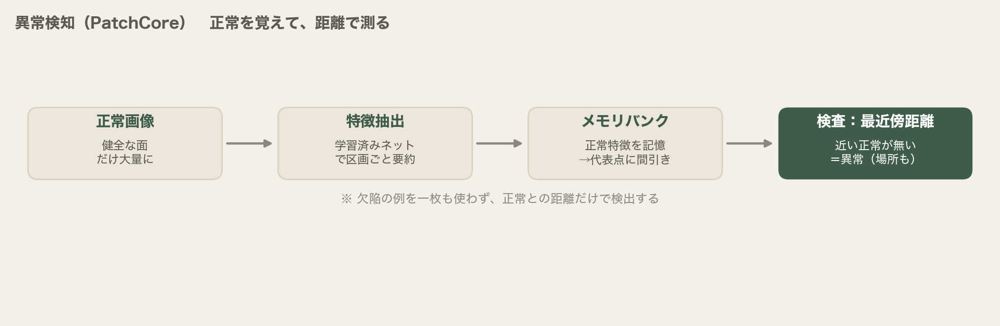 異常検知（PatchCore）　正常を覚えて、距離で測る
正常画像
健全な面
だけ大量に
特徴抽出
学習済みネット
で区画ごと要約
メモリバンク
正常特徴を記憶
→代表点に間引き
検査：最近傍距離
近い正常が無い
＝異常（場所も）
※ 欠陥の例を一枚も使わず、正常との距離だけで検出する